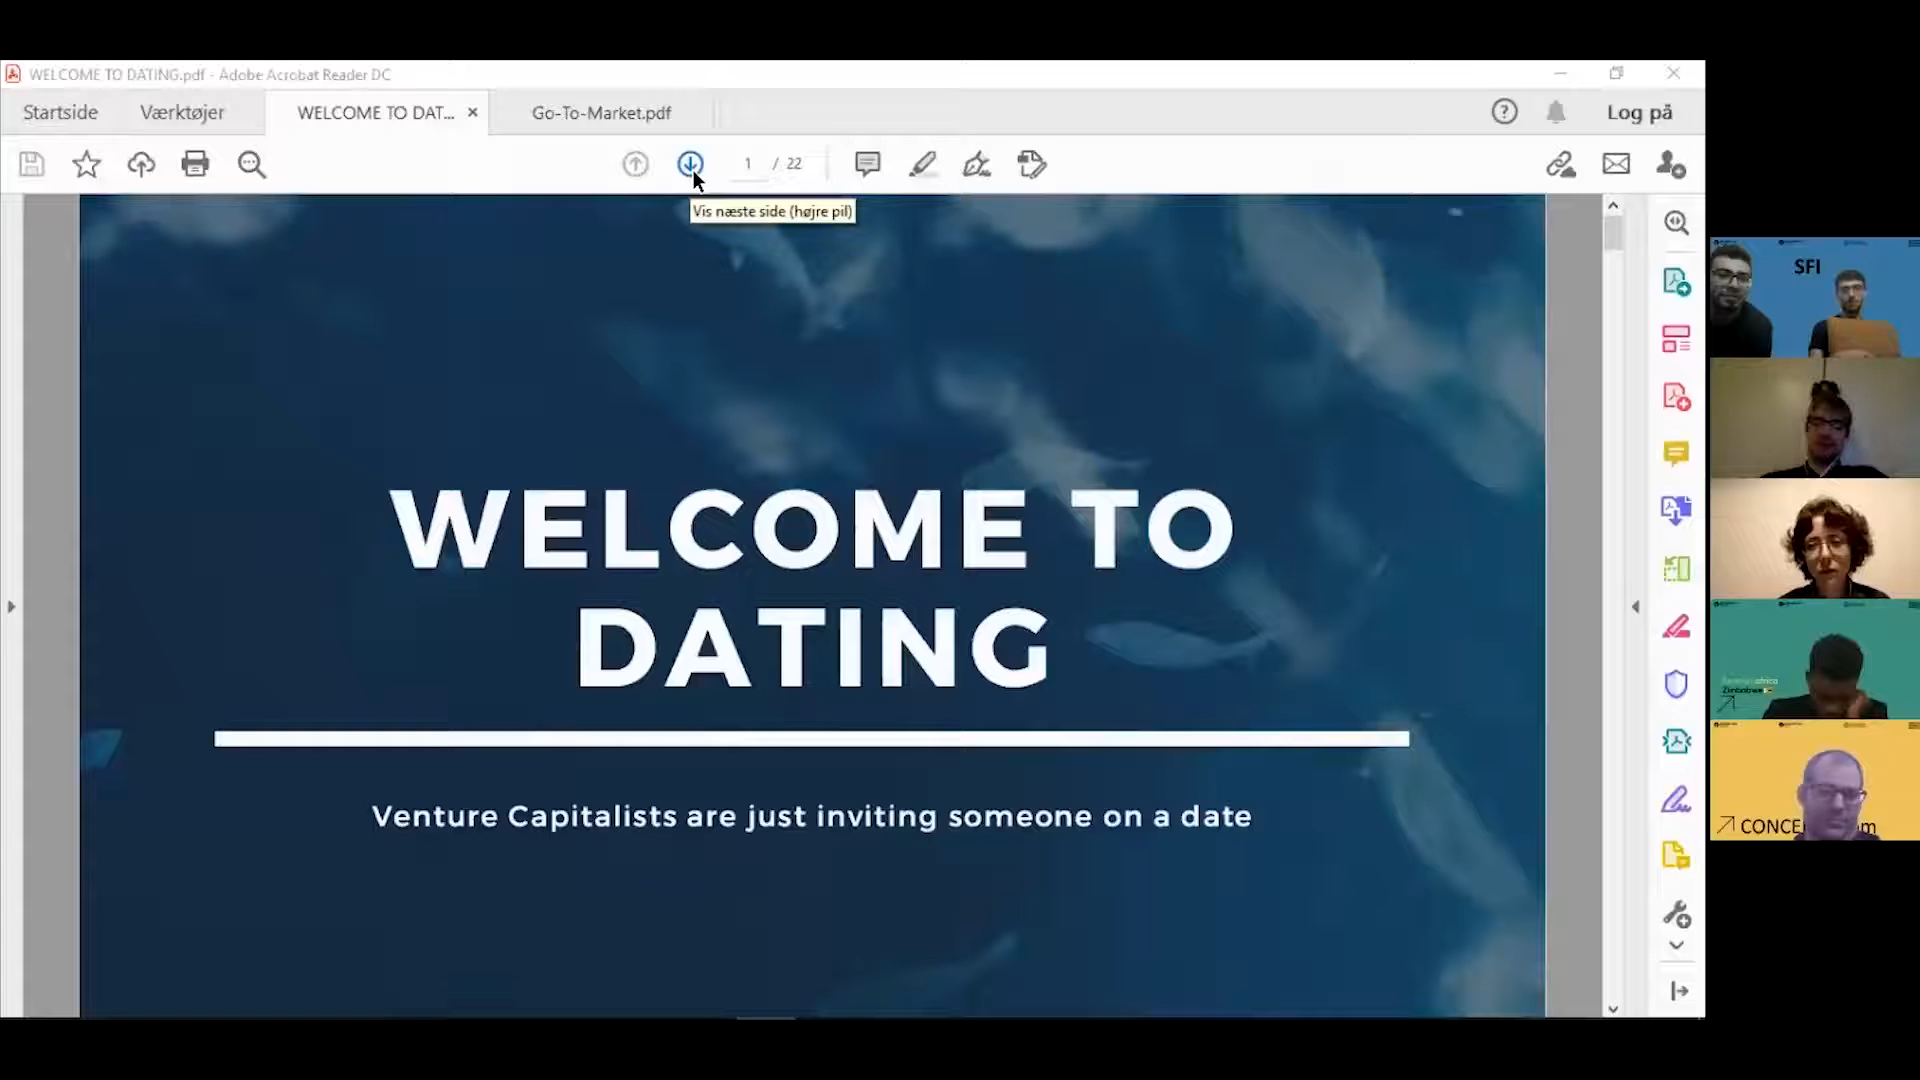 WELCOME TO DATING.pdf - Adobe Acrobat Reader DC
Startside
Værktøjer
WELCOME TO DAT...
Go-To-Market.pdf
Log på
1 / 22
Vis næste side (højre pil)
WELCOME TO
DATING
Venture Capitalists are just inviting someone on a date
SFI
africa
Zimbabwe
CONCE